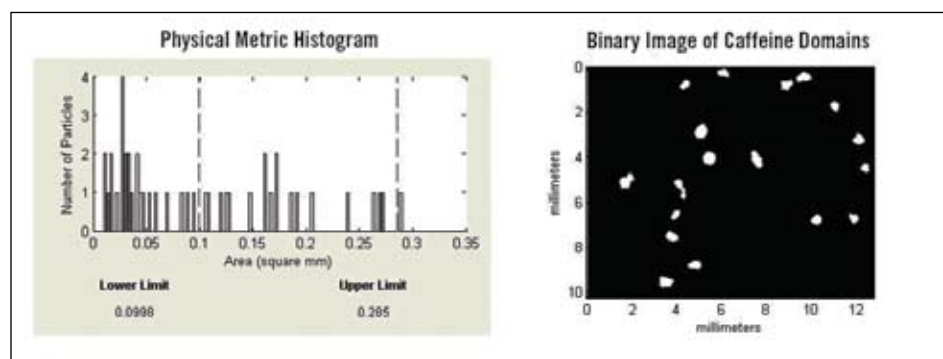 Physical Metric Histogram
Number of Particles
4
3
2
1
0
0 0.05 0.1 0.15 0.2 0.25 0.3 0.35
Area (square mm)
Lower Limit Upper Limit
0.0998 0.285
Binary Image of Caffeine Domains
millimeters
0
2
4
6
8
10
0 2 4 6 8 10 12
millimeters